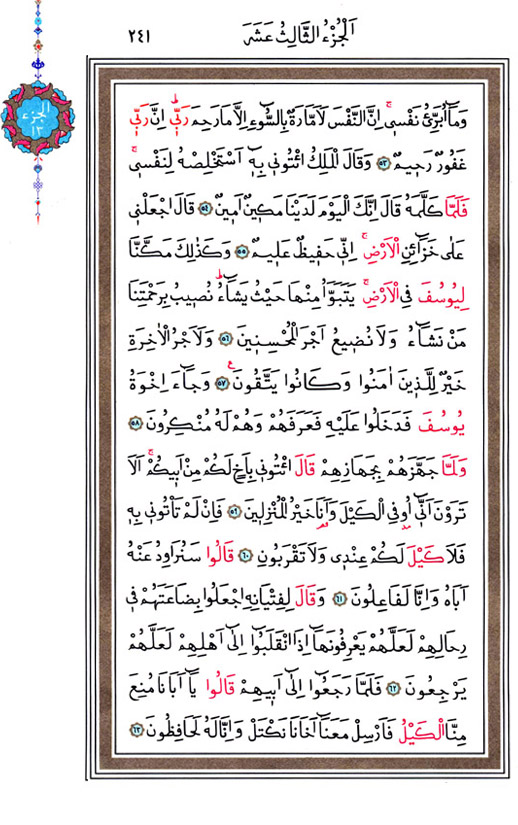 اَلْجُزْءُ الثَّالِثُ عَشَرَ
٢٤١
اَلْجُزْءُ
١٣
وَمَٓا اُبَرِّئُ نَفْس۪يۚ اِنَّ النَّفْسَ لَاَمَّارَةٌ بِالسُّٓوءِ اِلَّا مَا رَحِمَ رَبّ۪يۜ اِنَّ رَبّ۪ي
غَفُورٌ رَح۪يمٌ ﴿٥٣﴾ وَقَالَ الْمَلِكُ ائْتُون۪ي بِه۪ٓ اَسْتَخْلِصْهُ لِنَفْس۪يۚ
فَلَمَّا كَلَّمَهُ قَالَ اِنَّكَ الْيَوْمَ لَدَيْنَا مَك۪ينٌ اَم۪ينٌ ﴿٥٤﴾ قَالَ اجْعَلْن۪ي
عَلٰى خَزَٓائِنِ الْاَرْضِۚ اِنّ۪ي حَف۪يظٌ عَل۪يمٌ ﴿٥٥﴾ وَكَذٰلِكَ مَكَّنَّا
لِيُوسُفَ فِي الْاَرْضِۚ يَتَبَوَّاُ مِنْهَا حَيْثُ يَشَٓاءُۜ نُص۪يبُ بِرَحْمَتِنَا
مَنْ نَشَٓاءُ وَلَا نُض۪يعُ اَجْرَ الْمُحْسِن۪ينَ ﴿٥٦﴾ وَلَاَجْرُ الْاٰخِرَةِ
خَيْرٌ لِلَّذ۪ينَ اٰمَنُوا وَكَانُوا يَتَّقُونَ۟ ﴿٥٧﴾ وَجَٓاءَ اِخْوَةُ
يُوسُفَ فَدَخَلُوا عَلَيْهِ فَعَرَفَهُمْ وَهُمْ لَهُ مُنْكِرُونَ ﴿٥٨﴾
وَلَمَّا جَهَّزَهُمْ بِجَهَازِهِمْ قَالَ ائْتُون۪ي بِاَخٍ لَكُمْ مِنْ اَب۪يكُمْۚ اَلَا
تَرَوْنَ اَنّ۪ٓي اُو۫فِي الْكَيْلَ وَاَنَا۬ خَيْرُ الْمُنْزِل۪ينَ ﴿٥٩﴾ فَاِنْ لَمْ تَأْتُون۪ي بِه۪
فَلَا كَيْلَ لَكُمْ عِنْد۪ي وَلَا تَقْرَبُونِ ﴿٦٠﴾ قَالُوا سَنُرَاوِدُ عَنْهُ
اَبَاهُ وَاِنَّا لَفَاعِلُونَ ﴿٦١﴾ وَقَالَ لِفِتْيَانِهِ اجْعَلُوا بِضَاعَتَهُمْ ف۪ي
رِحَالِهِمْ لَعَلَّهُمْ يَعْرِفُونَهَٓا اِذَا انْقَلَبُٓوا اِلٰٓى اَهْلِهِمْ لَعَلَّهُمْ
يَرْجِعُونَ ﴿٦٢﴾ فَلَمَّا رَجَعُٓوا اِلٰٓى اَب۪يهِمْ قَالُوا يَٓا اَبَانَا مُنِعَ
مِنَّا الْكَيْلُ فَاَرْسِلْ مَعَنَٓا اَخَانَا نَكْتَلْ وَاِنَّا لَهُ لَحَافِظُونَ ﴿٦٣﴾